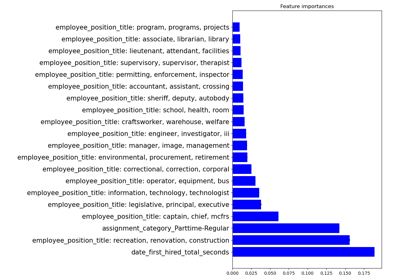 Feature importances
employee_position_title: program, programs, projects
employee_position_title: associate, librarian, library
employee_position_title: lieutenant, attendant, facilities
employee_position_title: supervisory, supervisor, therapist
employee_position_title: permitting, enforcement, inspector
employee_position_title: accountant, assistant, crossing
employee_position_title: sheriff, deputy, autobody
employee_position_title: school, health, room
employee_position_title: craftsworker, warehouse, welfare
employee_position_title: engineer, investigator, iii
employee_position_title: manager, image, management
employee_position_title: environmental, procurement, retirement
employee_position_title: correctional, correction, corporal
employee_position_title: operator, equipment, bus
employee_position_title: information, technology, technologist
employee_position_title: legislative, principal, executive
employee_position_title: captain, chief, mcfrs
assignment_category_Parttime-Regular
employee_position_title: recreation, renovation, construction
date_first_hired_total_seconds
0.000 0.025 0.050 0.075 0.100 0.125 0.150 0.175